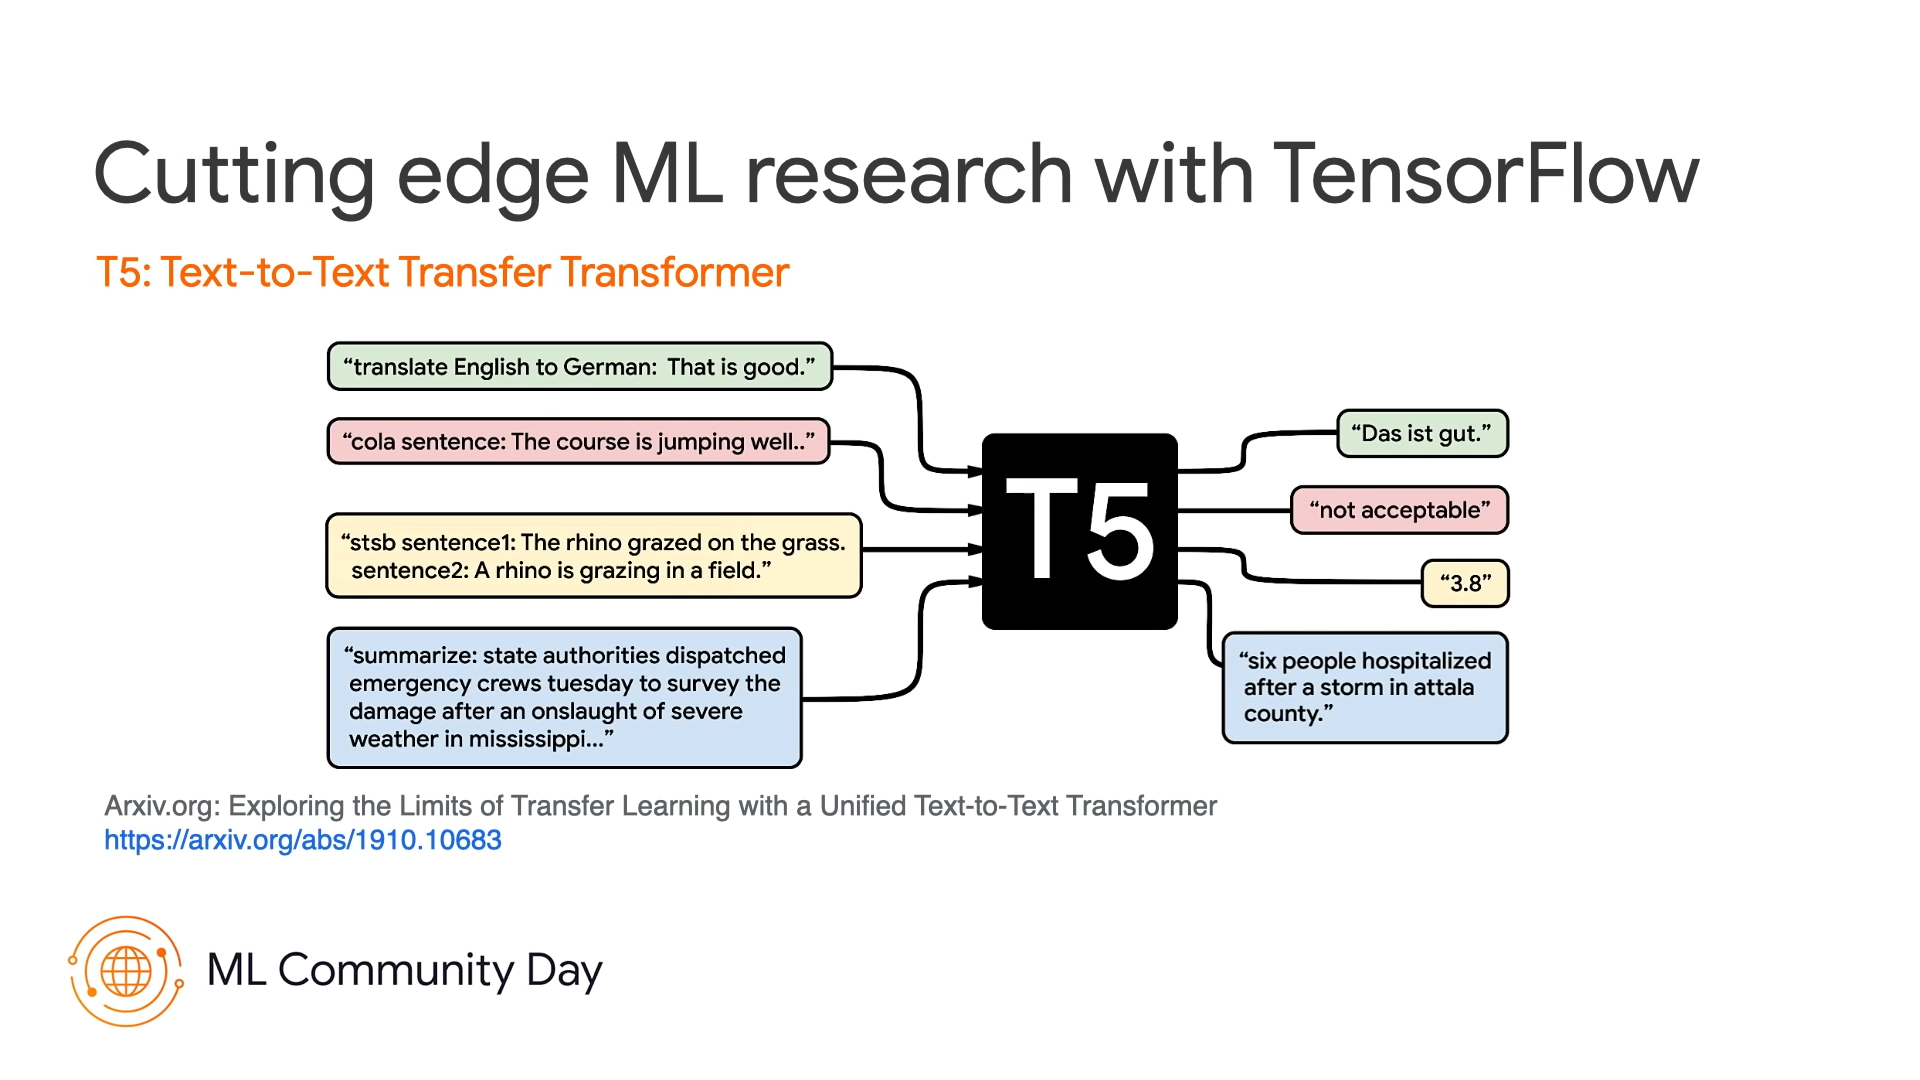 Cutting edge ML research with TensorFlow
T5: Text-to-Text Transfer Transformer
“translate English to German: That is good.”
“cola sentence: The course is jumping well..”
“stsb sentence1: The rhino grazed on the grass.
sentence2: A rhino is grazing in a field.”
“summarize: state authorities dispatched
emergency crews tuesday to survey the
damage after an onslaught of severe
weather in mississippi...”
T5
“Das ist gut.”
“not acceptable”
“3.8”
“six people hospitalized
after a storm in attala
county.”
Arxiv.org: Exploring the Limits of Transfer Learning with a Unified Text-to-Text Transformer
https://arxiv.org/abs/1910.10683
ML Community Day